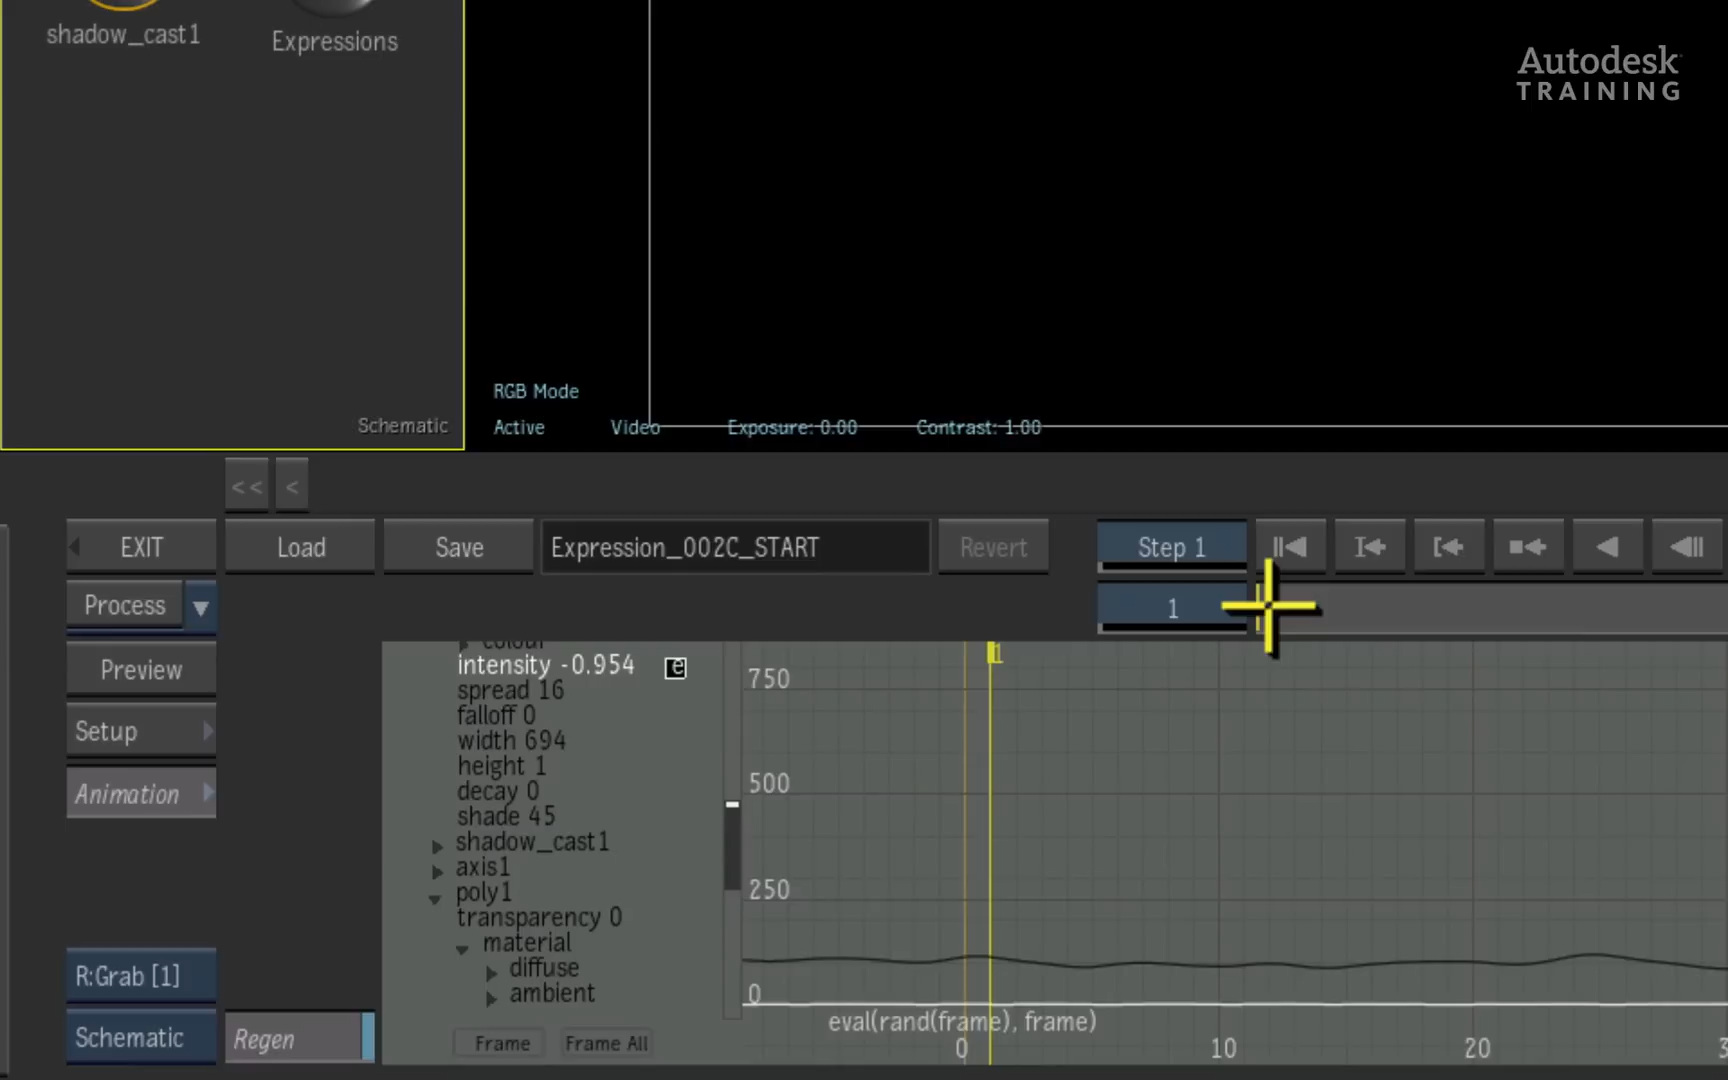 shadow_cast1
Expressions
Autodesk
TRAINING
RGB Mode
Schematic
Active
Video
Exposure: 0.00
Contrast: 1.00
<<
<
EXIT
Load
Save
Expression_002C_START
Revert
Step 1
Process
1
colour
1
intensity -0.954
e
Preview
750
spread 16
falloff 0
Setup
width 694
height 1
500
Animation
decay 0
shade 45
shadow_cast1
axis1
250
poly1
transparency 0
material
R:Grab [1]
diffuse
ambient
0
eval(rand(frame), frame)
Schematic
Regen
Frame
Frame All
0
10
20
3